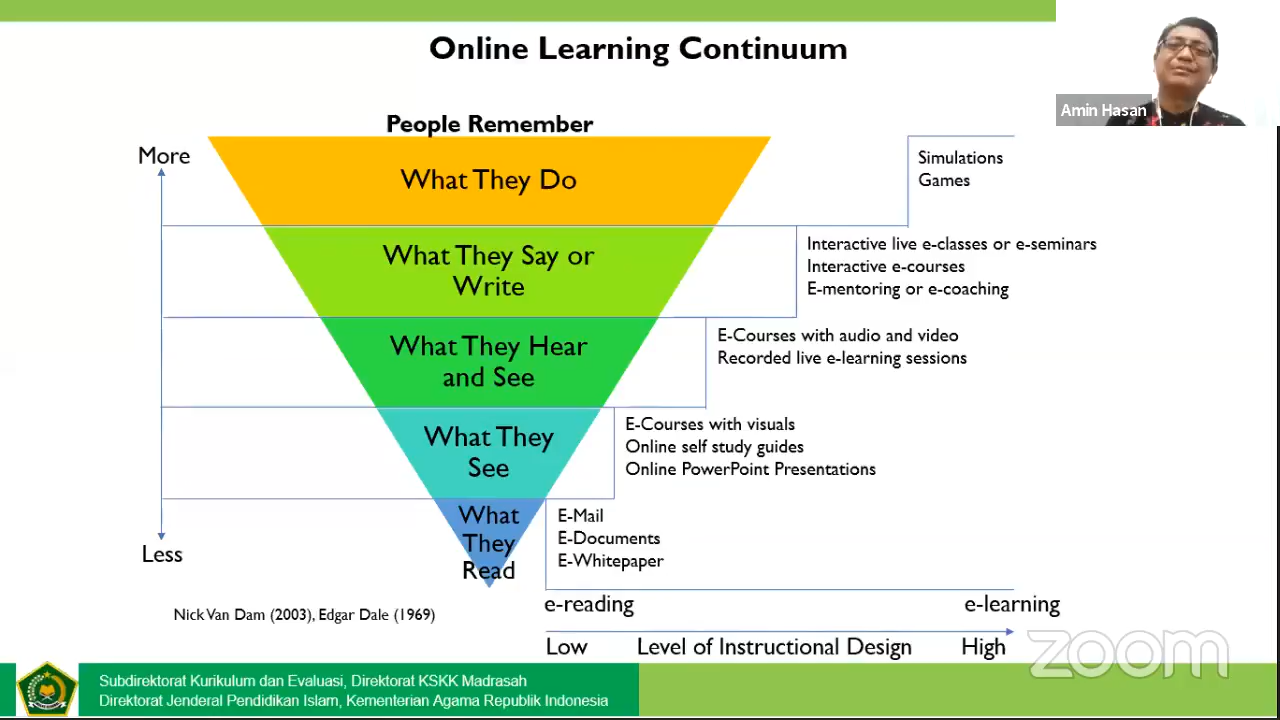 Online Learning Continuum
Amin Hasan
People Remember
More
What They Do
Simulations
Games
What They Say or
Write
Interactive live e-classes or e-seminars
Interactive e-courses
E-mentoring or e-coaching
What They Hear
and See
E-Courses with audio and video
Recorded live e-learning sessions
What They
See
E-Courses with visuals
Online self study guides
Online PowerPoint Presentations
What
They
Read
E-Mail
E-Documents
E-Whitepaper
Less
e-reading
e-learning
Nick Van Dam (2003), Edgar Dale (1969)
Low
Level of Instructional Design
High
zoom
Subdirektorat Kurikulum dan Evaluasi, Direktorat KSKK Madrasah
Direktorat Jenderal Pendidikan Islam, Kementerian Agama Republik Indonesia